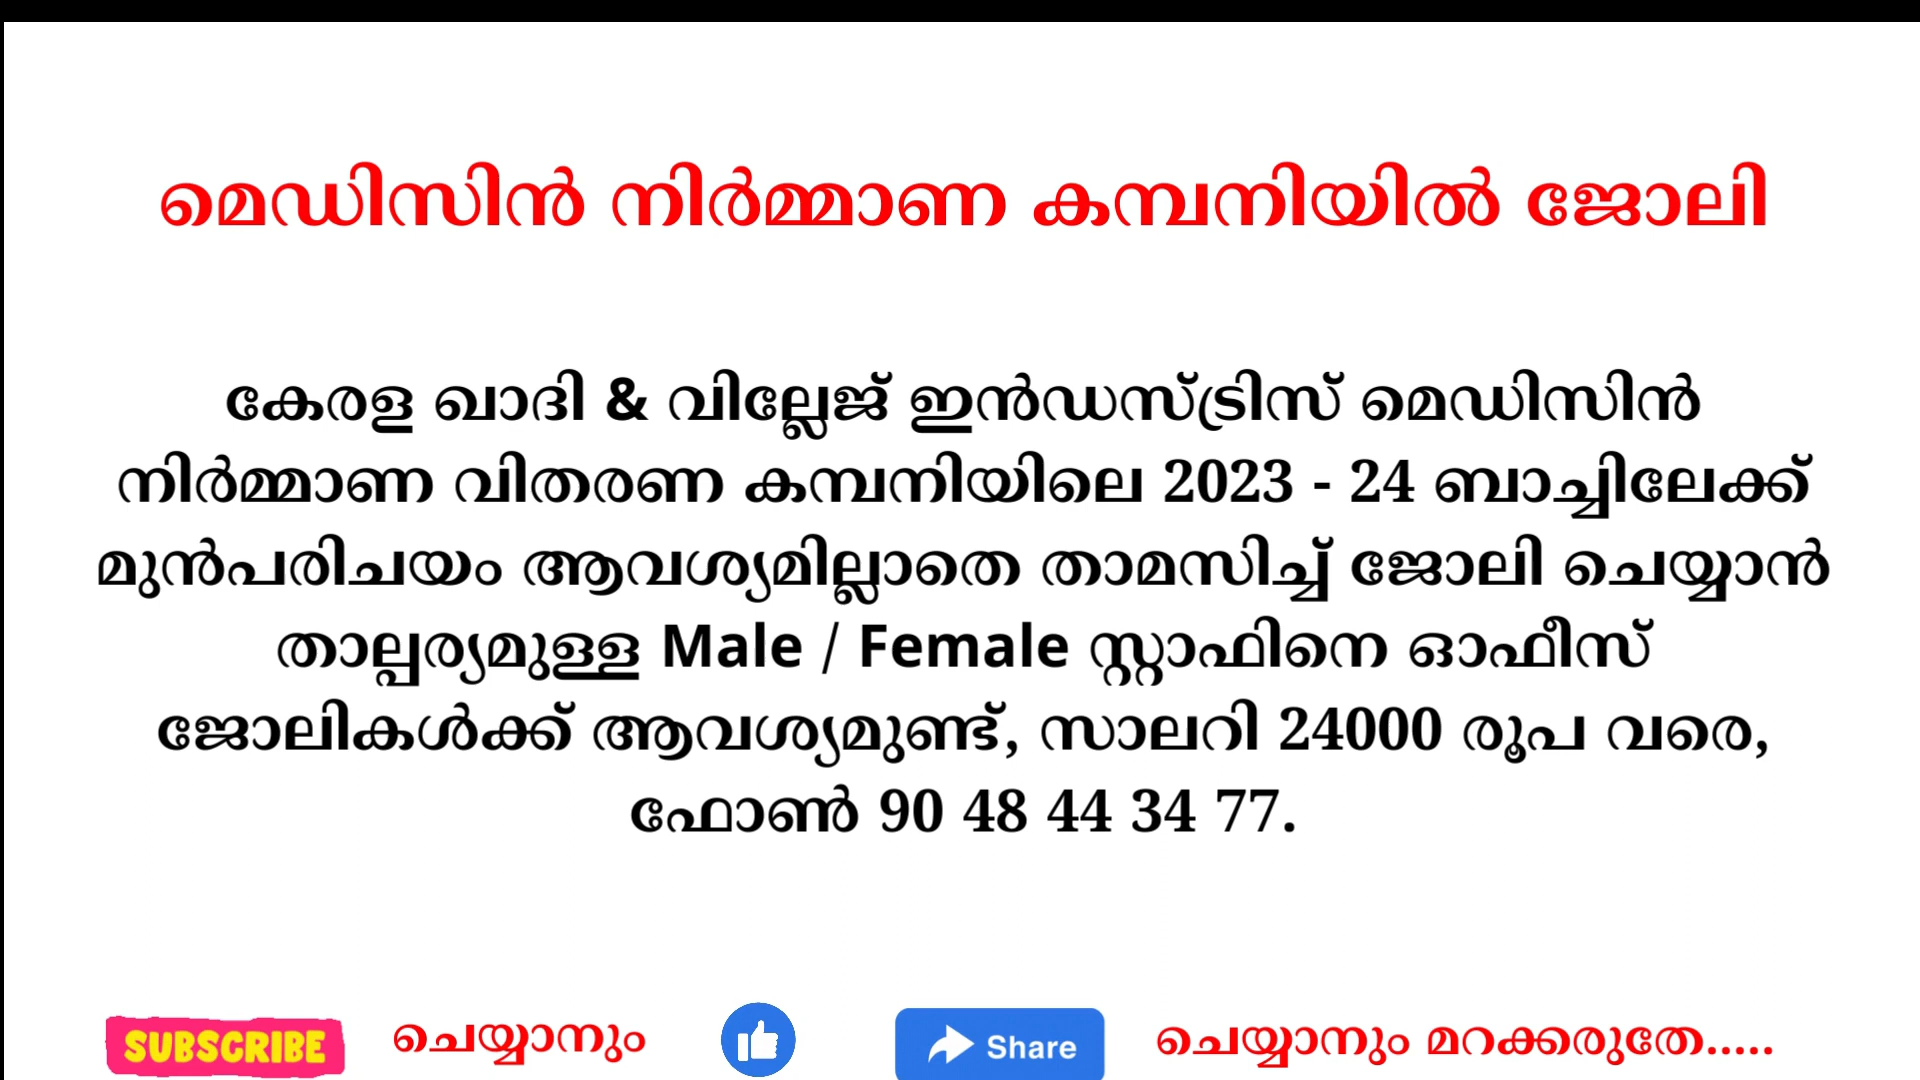 മെഡിസിൻ നിർമ്മാണ കമ്പനിയിൽ ജോലി
കേരള ഖാദി & വില്ലേജ് ഇൻഡസ്ട്രിസ് മെഡിസിൻ
നിർമ്മാണ വിതരണ കമ്പനിയിലെ 2023 - 24 ബാച്ചിലേക്ക്
മുൻപരിചയം ആവശ്യമില്ലാതെ താമസിച്ച് ജോലി ചെയ്യാൻ
താല്പര്യമുള്ള Male / Female സ്റ്റാഫിനെ ഓഫീസ്
ജോലികൾക്ക് ആവശ്യമുണ്ട്, സാലറി 24000 രൂപ വരെ,
ഫോൺ 90 48 44 34 77.
SUBSCRIBE ചെയ്യാനും Share ചെയ്യാനും മറക്കരുതേ.....